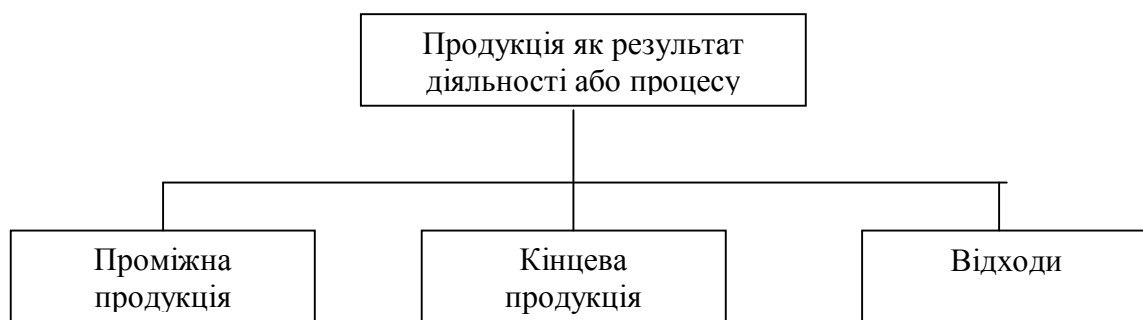 Продукція як результат
діяльності або процесу
Проміжна
продукція
Кінцева
продукція
Відходи